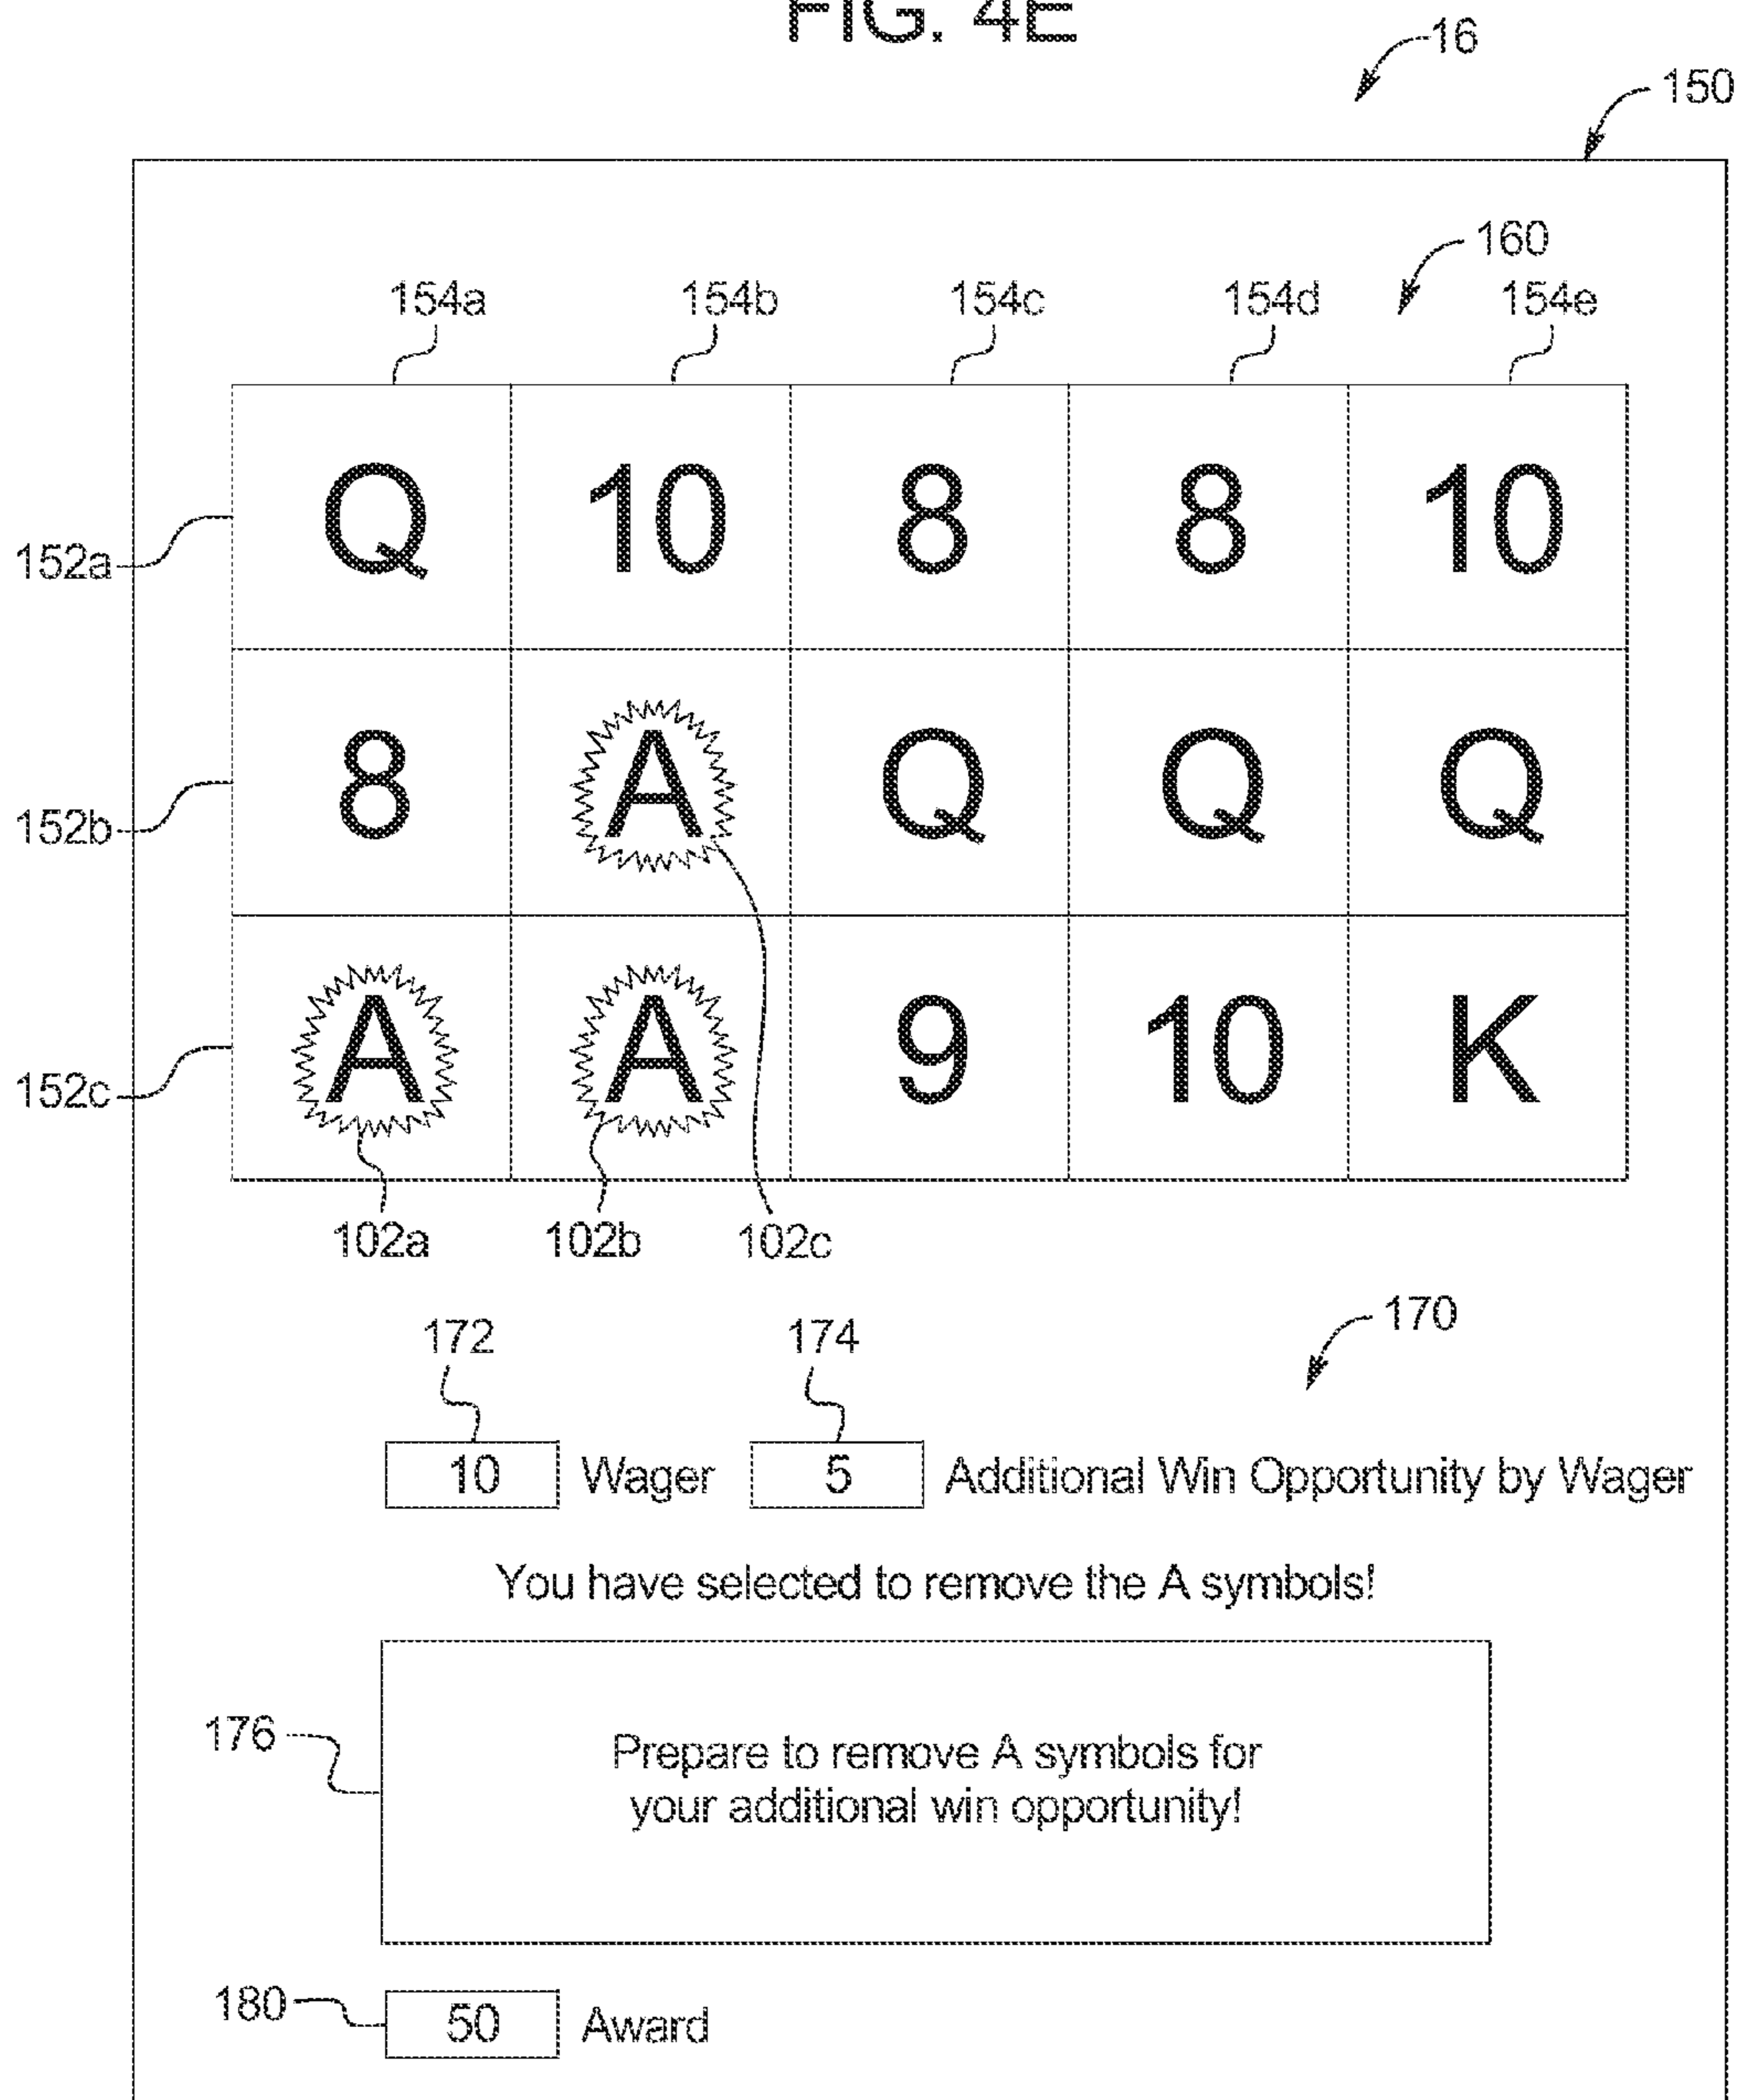 FIG. 4E
16
150
160
154a 154b 154c 154d 154e
152a Q 10 8 8 10
152b 8 A Q Q Q
152c A A 9 10 K
102a 102b 102c
170
172 174
10 Wager 5 Additional Win Opportunity by Wager
You have selected to remove the A symbols!
176
Prepare to remove A symbols for
your additional win opportunity!
180 50 Award